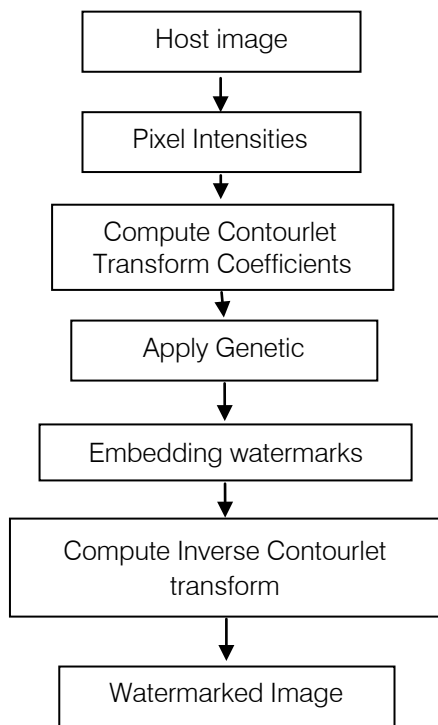 Host image
Pixel Intensities
Compute Contourlet
Transform Coefficients
Apply Genetic
Embedding watermarks
Compute Inverse Contourlet
transform
Watermarked Image